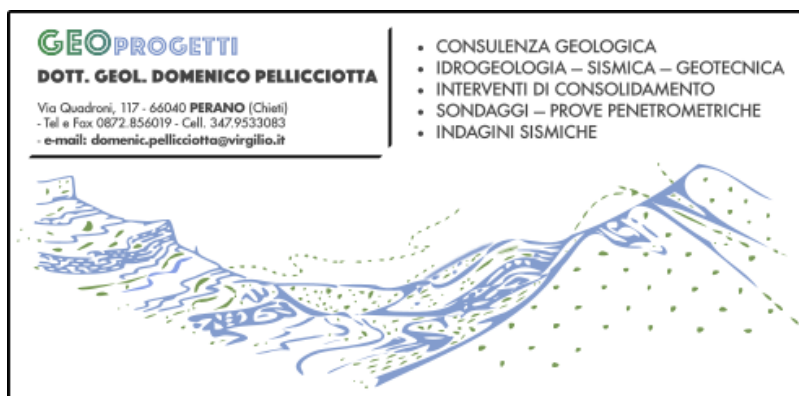 GEOPROGETTI
DOTT. GEOL. DOMENICO PELLICCIOTTA
Via Quadroni, 117 - 66040 PERANO (Chieti)
- Tel e Fax 0872.856019 - Cell. 347.9533083
- e-mail: domenic.pellicciotta@virgilio.it
• CONSULENZA GEOLOGICA
• IDROGEOLOGIA – SISMICA – GEOTECNICA
• INTERVENTI DI CONSOLIDAMENTO
• SONDAGGI – PROVE PENETROMETRICHE
• INDAGINI SISMICHE